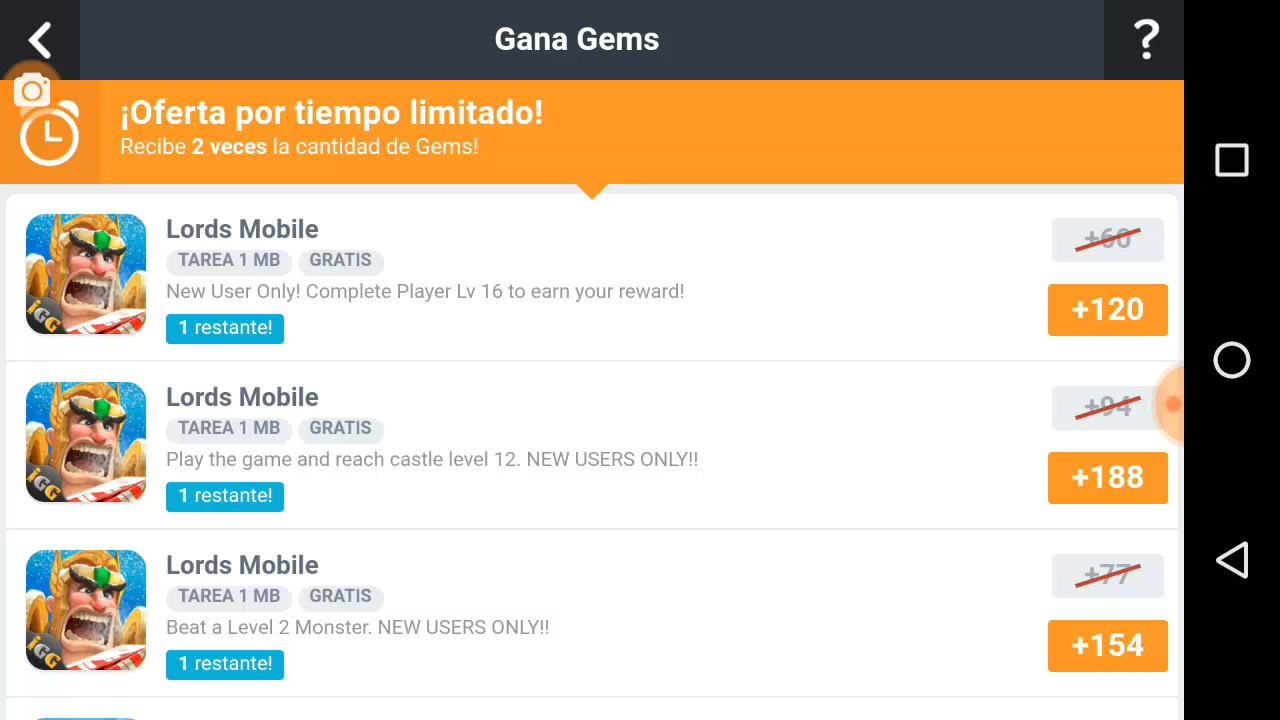 Gana Gems
?
¡Oferta por tiempo limitado!
Recibe 2 veces la cantidad de Gems!
Lords Mobile
TAREA 1 MB GRATIS
New User Only! Complete Player Lv 16 to earn your reward!
1 restante!
+60
+120
IGG
Lords Mobile
TAREA 1 MB GRATIS
Play the game and reach castle level 12. NEW USERS ONLY!!
1 restante!
+94
+188
IGG
Lords Mobile
TAREA 1 MB GRATIS
Beat a Level 2 Monster. NEW USERS ONLY!!
1 restante!
+77
+154
IGG